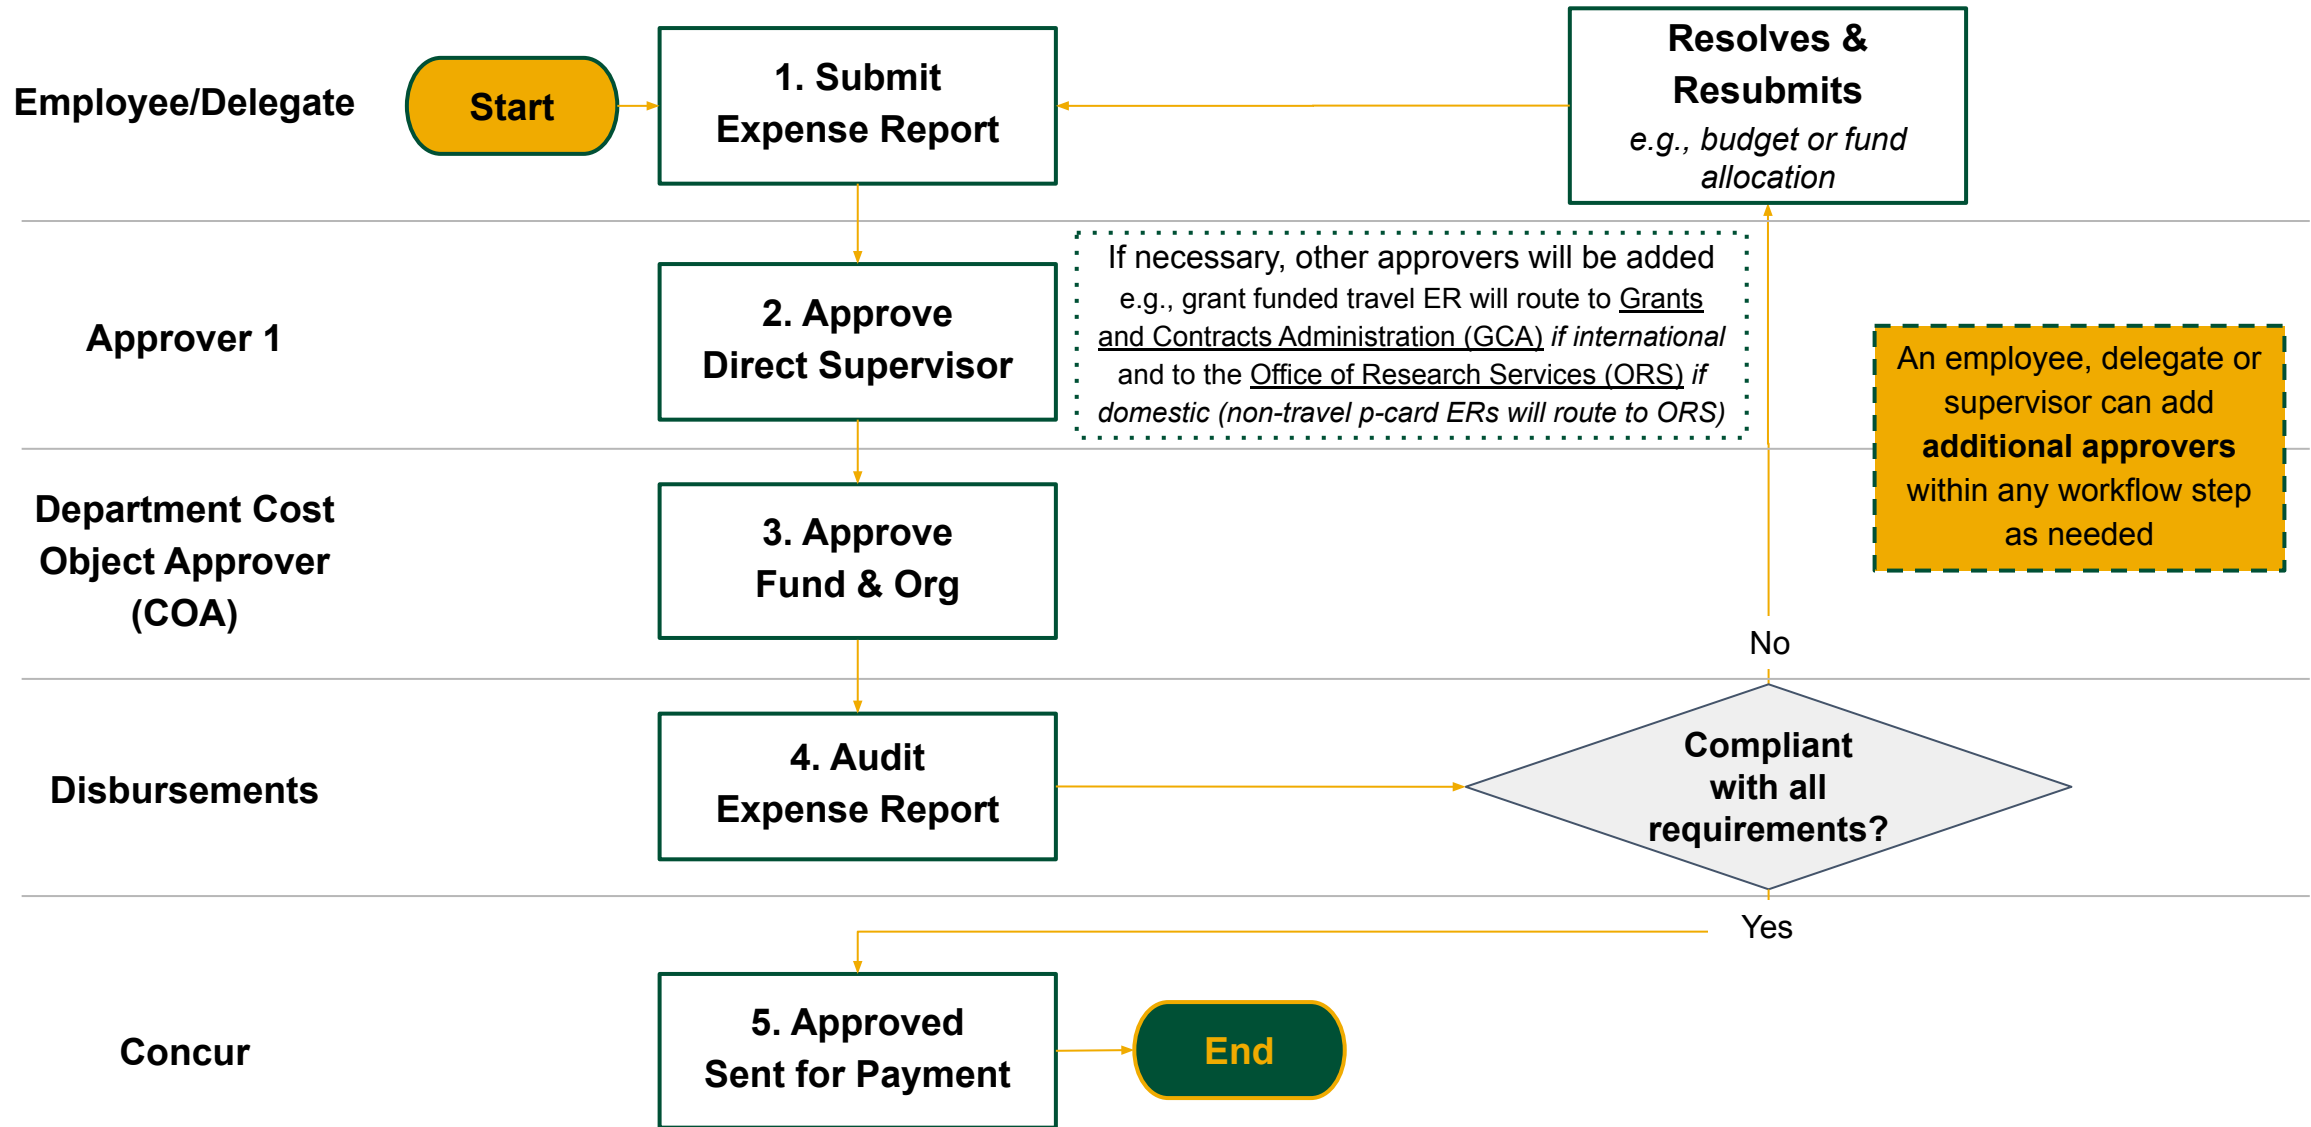 Employee/Delegate
Start
1. Submit
Expense Report
Resolves &
Resubmits
e.g., budget or fund
allocation
Approver 1
2. Approve
Direct Supervisor
If necessary, other approvers will be added
e.g., grant funded travel ER will route to Grants
and Contracts Administration (GCA) if international
and to the Office of Research Services (ORS) if
domestic (non-travel p-card ERs will route to ORS)
An employee, delegate or
supervisor can add
additional approvers
within any workflow step
as needed
Department Cost
Object Approver
(COA)
3. Approve
Fund & Org
No
Disbursements
4. Audit
Expense Report
Compliant
with all
requirements?
Yes
Concur
5. Approved
Sent for Payment
End